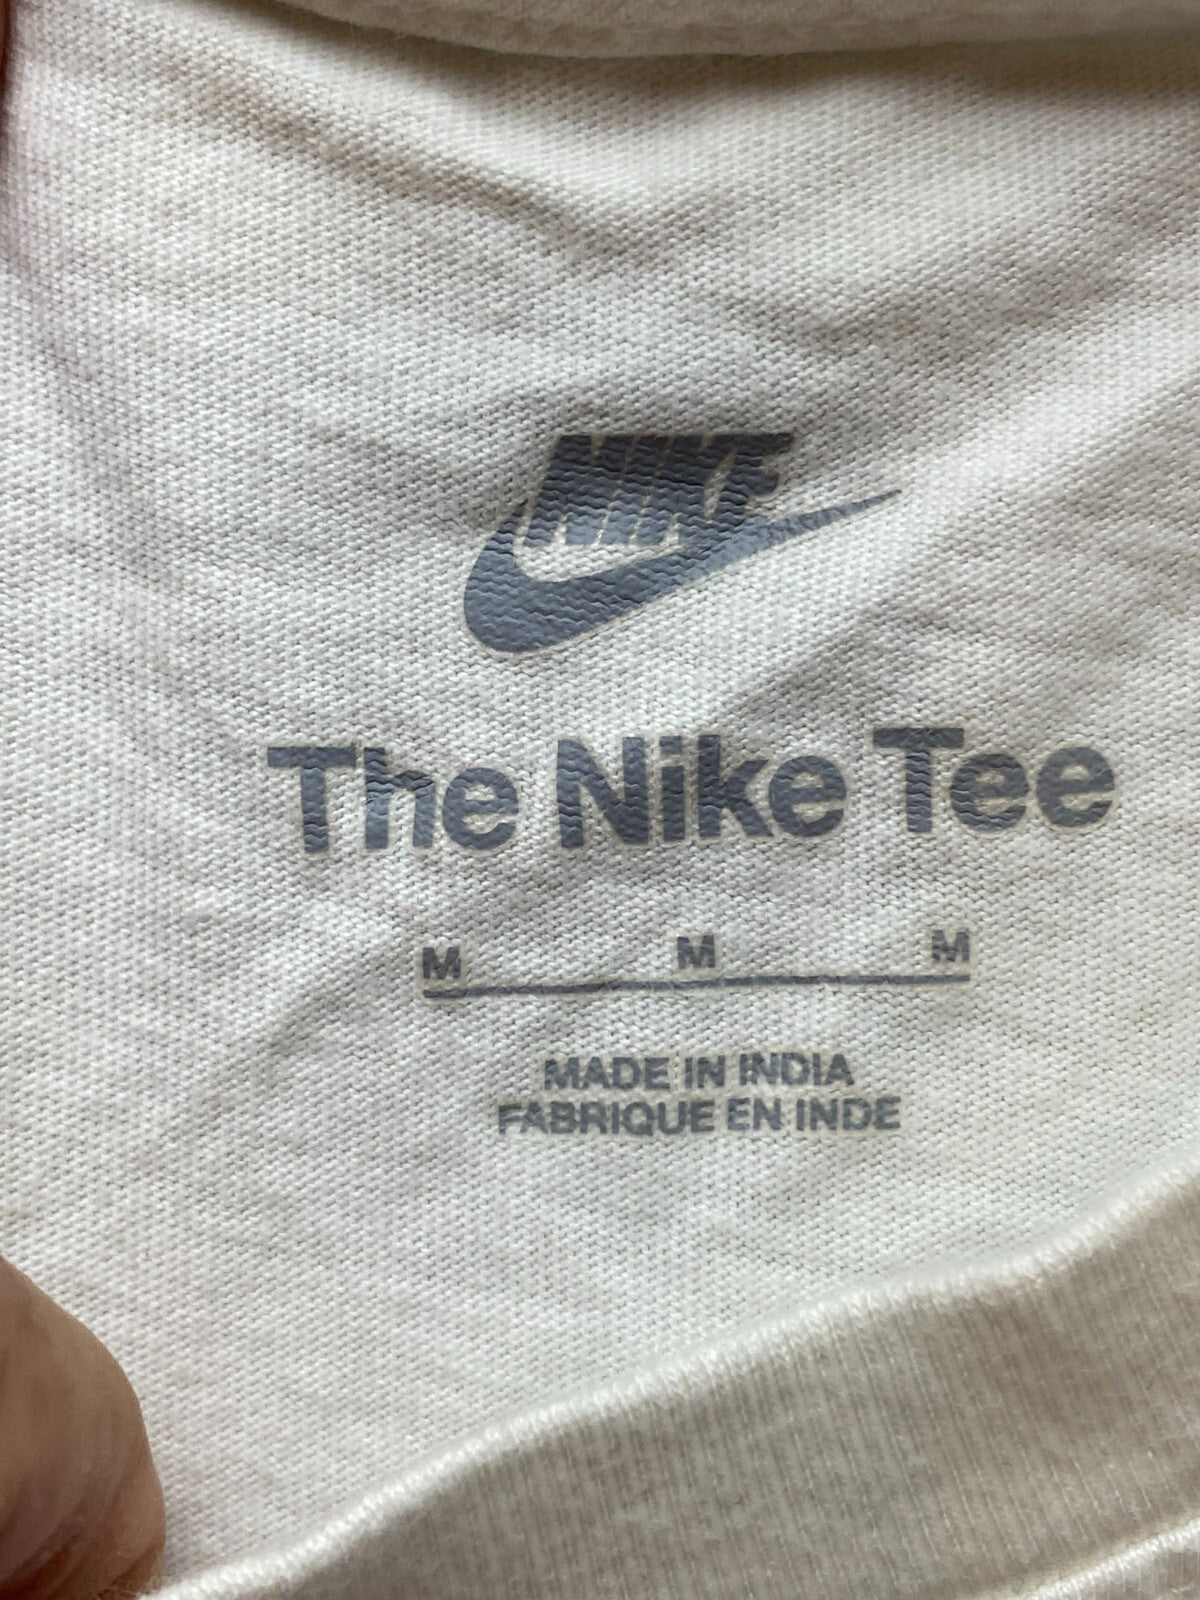 NIKE
The Nike Tee
M M M
MADE IN INDIA
FABRIQUE EN INDE